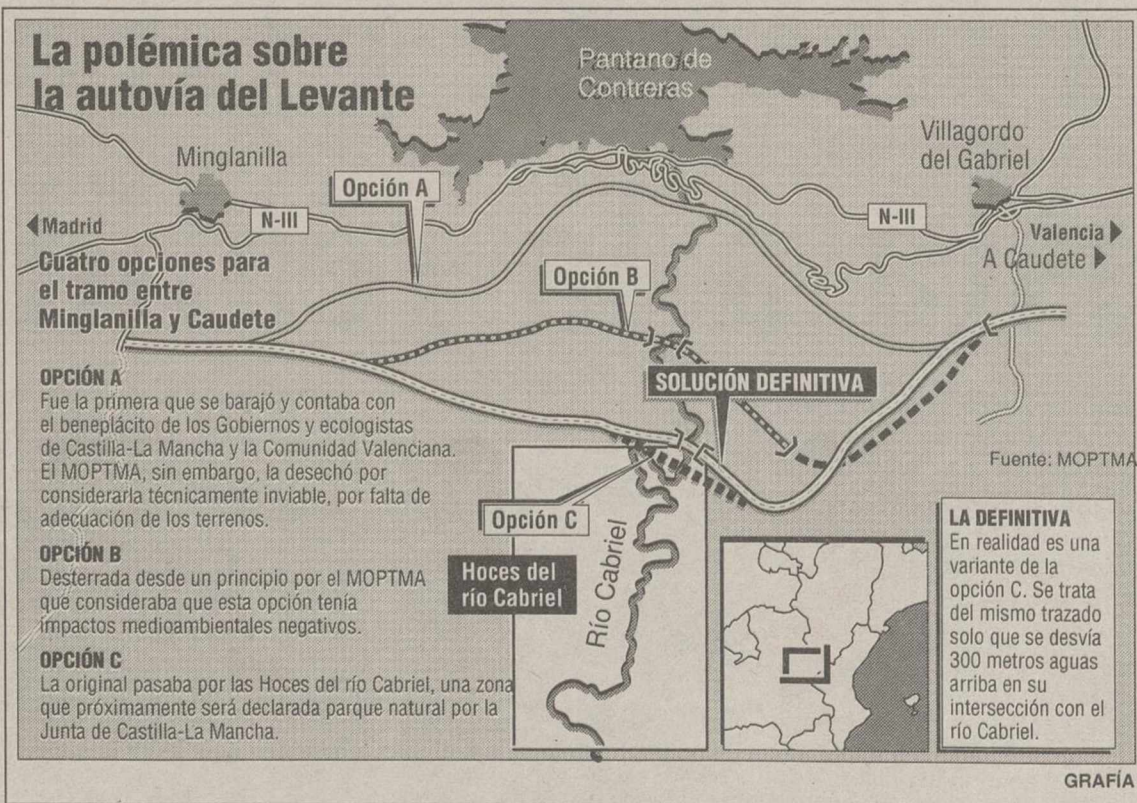 La polémica sobre
la autovía del Levante
Pantano de
Contreras
Minglanilla
Villagordo
del Gabriel
Opción A
N-III
N-III
Madrid
Valencia
A Caudete
Cuatro opciones para
el tramo entre
Minglanilla y Caudete
Opción B
SOLUCIÓN DEFINITIVA
OPCIÓN A
Fue la primera que se barajó y contaba con
el beneplácito de los Gobiernos y ecologistas
de Castilla-La Mancha y la Comunidad Valenciana.
El MOPTMA, sin embargo, la desechó por
considerarla técnicamente inviable, por falta de
adecuación de los terrenos.
OPCIÓN B
Desterrada desde un principio por el MOPTMA
que consideraba que esta opción tenía
impactos medioambientales negativos.
OPCIÓN C
La original pasaba por las Hoces del río Cabriel, una zona
que próximamente será declarada parque natural por la
Junta de Castilla-La Mancha.
Opción C
Hoces del
río Cabriel
Río Cabriel
Fuente: MOPTMA
LA DEFINITIVA
En realidad es una
variante de la
opción C. Se trata
del mismo trazado
solo que se desvía
300 metros aguas
arriba en su
intersección con el
río Cabriel.
GRAFÍA